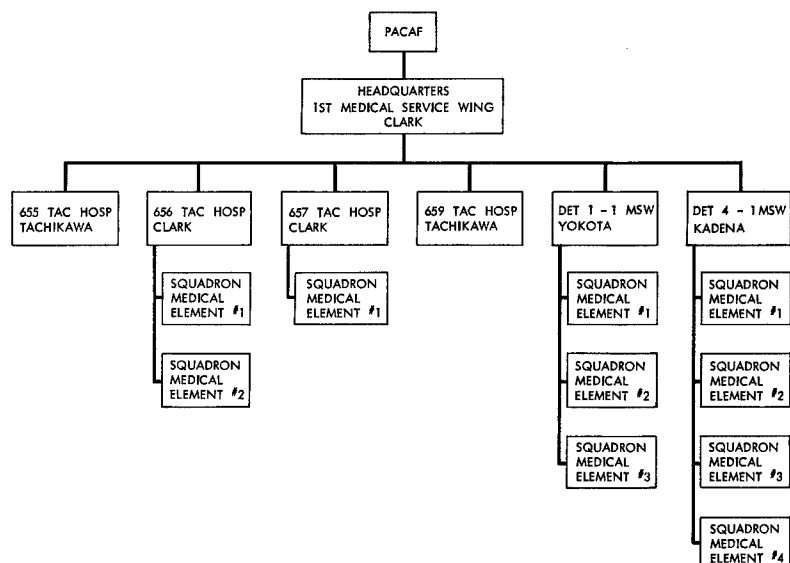 PACAF
HEADQUARTERS
1ST MEDICAL SERVICE WING
CLARK
655 TAC HOSP
TACHIKAWA
656 TAC HOSP
CLARK
657 TAC HOSP
CLARK
659 TAC HOSP
TACHIKAWA
DET 1 - 1 MSW
YOKOTA
DET 4 - 1 MSW
KADENA
SQUADRON
MEDICAL
ELEMENT #1
SQUADRON
MEDICAL
ELEMENT #2
SQUADRON
MEDICAL
ELEMENT #1
SQUADRON
MEDICAL
ELEMENT #1
SQUADRON
MEDICAL
ELEMENT #2
SQUADRON
MEDICAL
ELEMENT #3
SQUADRON
MEDICAL
ELEMENT #1
SQUADRON
MEDICAL
ELEMENT #2
SQUADRON
MEDICAL
ELEMENT #3
SQUADRON
MEDICAL
ELEMENT #4